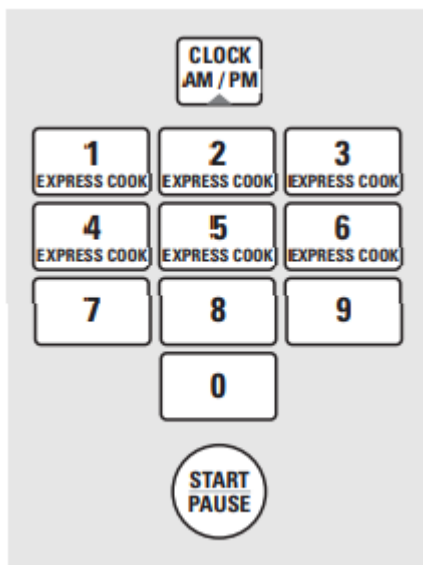 CLOCK
AM / PM
1 2 3
EXPRESS COOK EXPRESS COOK EXPRESS COOK
4 5 6
EXPRESS COOK EXPRESS COOK EXPRESS COOK
7 8 9
0
START
PAUSE